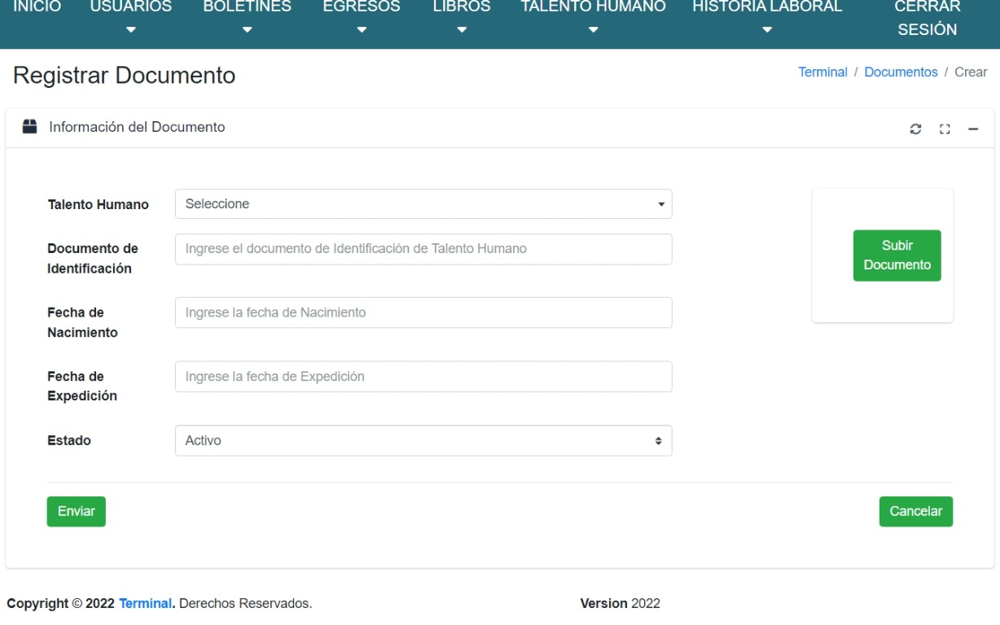 INICIO USUARIOS BOLETINES EGRESOS LIBROS TALENTO HUMANO HISTORIA LABORAL CERRAR
SESIÓN
Registrar Documento
Terminal / Documentos / Crear
Información del Documento
Talento Humano
Seleccione
Documento de
Identificación
Ingrese el documento de Identificación de Talento Humano
Fecha de
Nacimiento
Ingrese la fecha de Nacimiento
Fecha de
Expedición
Ingrese la fecha de Expedición
Estado
Activo
Subir
Documento
Enviar
Cancelar
Copyright © 2022 Terminal. Derechos Reservados.
Version 2022